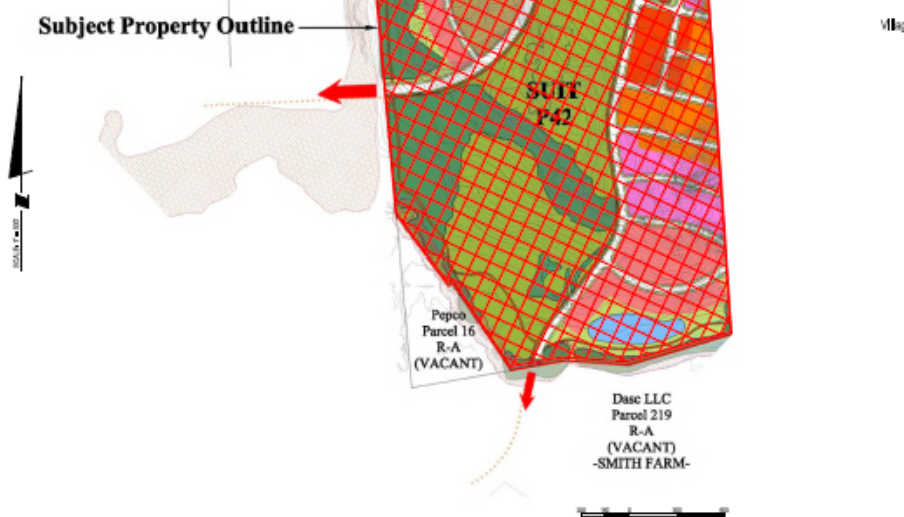 Subject Property Outline
SUIT
P42
Pepco
Parcel 16
R-A
(VACANT)
Dasc LLC
Parcel 219
R-A
(VACANT)
-SMITH FARM-